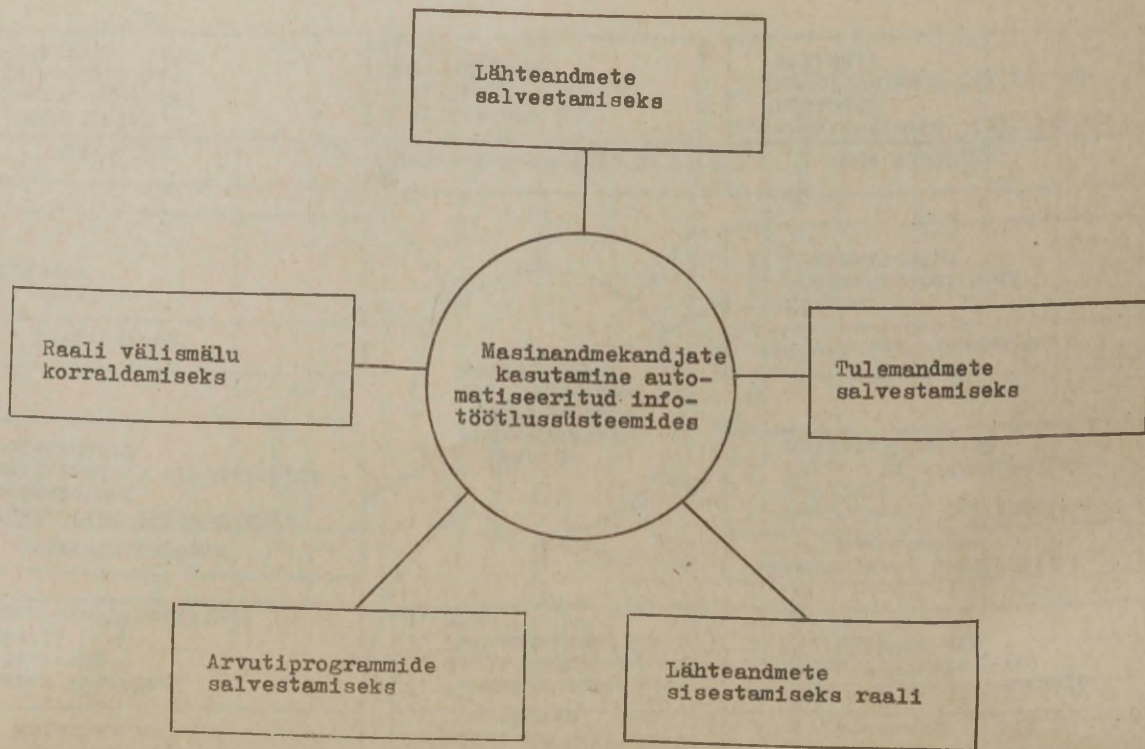 Lähteandmete
salvestamiseks
Raali välismälu
korraldamiseks
Masinandmekandjate
kasutamine auto-
matiseeritud info-
töötlussüsteemides
Tulemandmete
salvestamiseks
Arvutiprogrammide
salvestamiseks
Lähteandmete
sisestamiseks raali